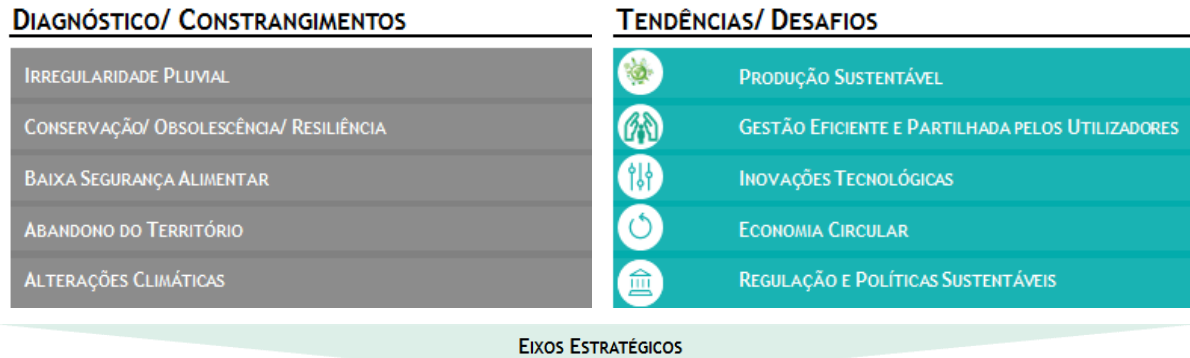 DIAGNÓSTICO/ CONSTRANGIMENTOS
IRREGULARIDADE PLUVIAL
CONSERVAÇÃO/ OBSOLESCÊNCIA/ RESILIÊNCIA
BAIXA SEGURANÇA ALIMENTAR
ABANDONO DO TERRITÓRIO
ALTERAÇÕES CLIMÁTICAS
TENDÊNCIAS/ DESAFIOS
PRODUÇÃO SUSTENTÁVEL
GESTÃO EFICIENTE E PARTILHADA PELOS UTILIZADORES
INOVAÇÕES TECNOLÓGICAS
ECONOMIA CIRCULAR
REGULAÇÃO E POLÍTICAS SUSTENTÁVEIS
EIXOS ESTRATÉGICOS